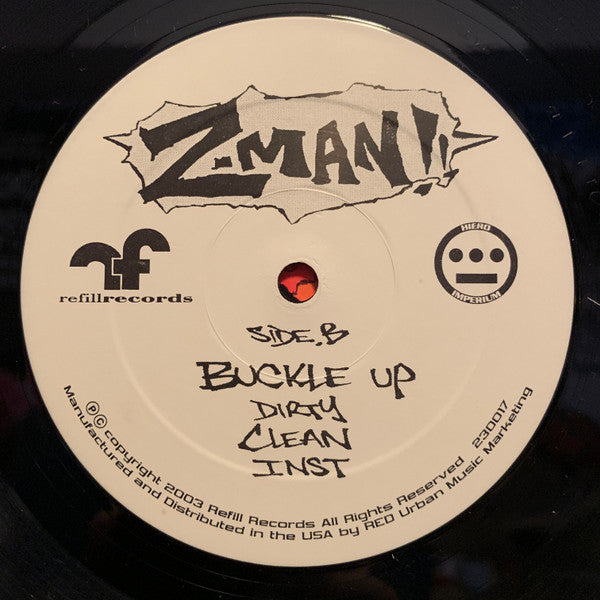 Z-MAN!!
refillrecords
HIERO
IMPERIUM
SIDE.B
BUCKLE UP
DIRTY
CLEAN
INST
℗© copyright 2003 Refill Records All Rights Reserved 230017
Manufactured and Distributed in the USA by RED Urban Music Marketing